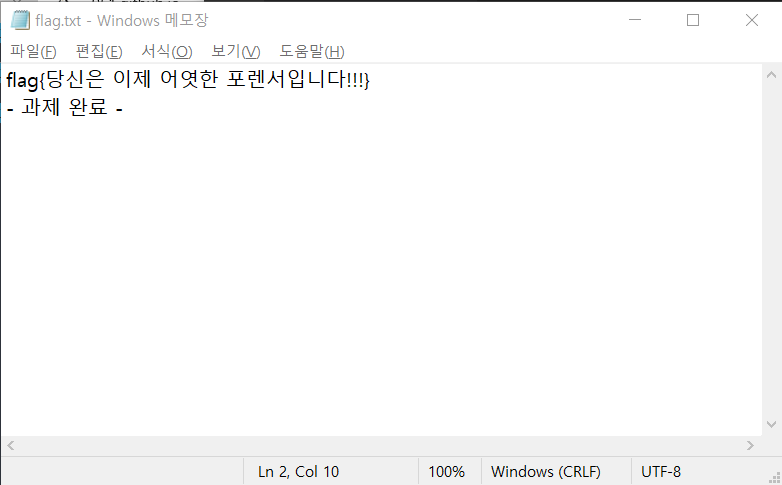 flag.txt - Windows 메모장
파일(F) 편집(E) 서식(O) 보기(V) 도움말(H)
flag{당신은 이제 어엿한 포렌서입니다!!!}
- 과제 완료 -
Ln 2, Col 10 100% Windows (CRLF) UTF-8